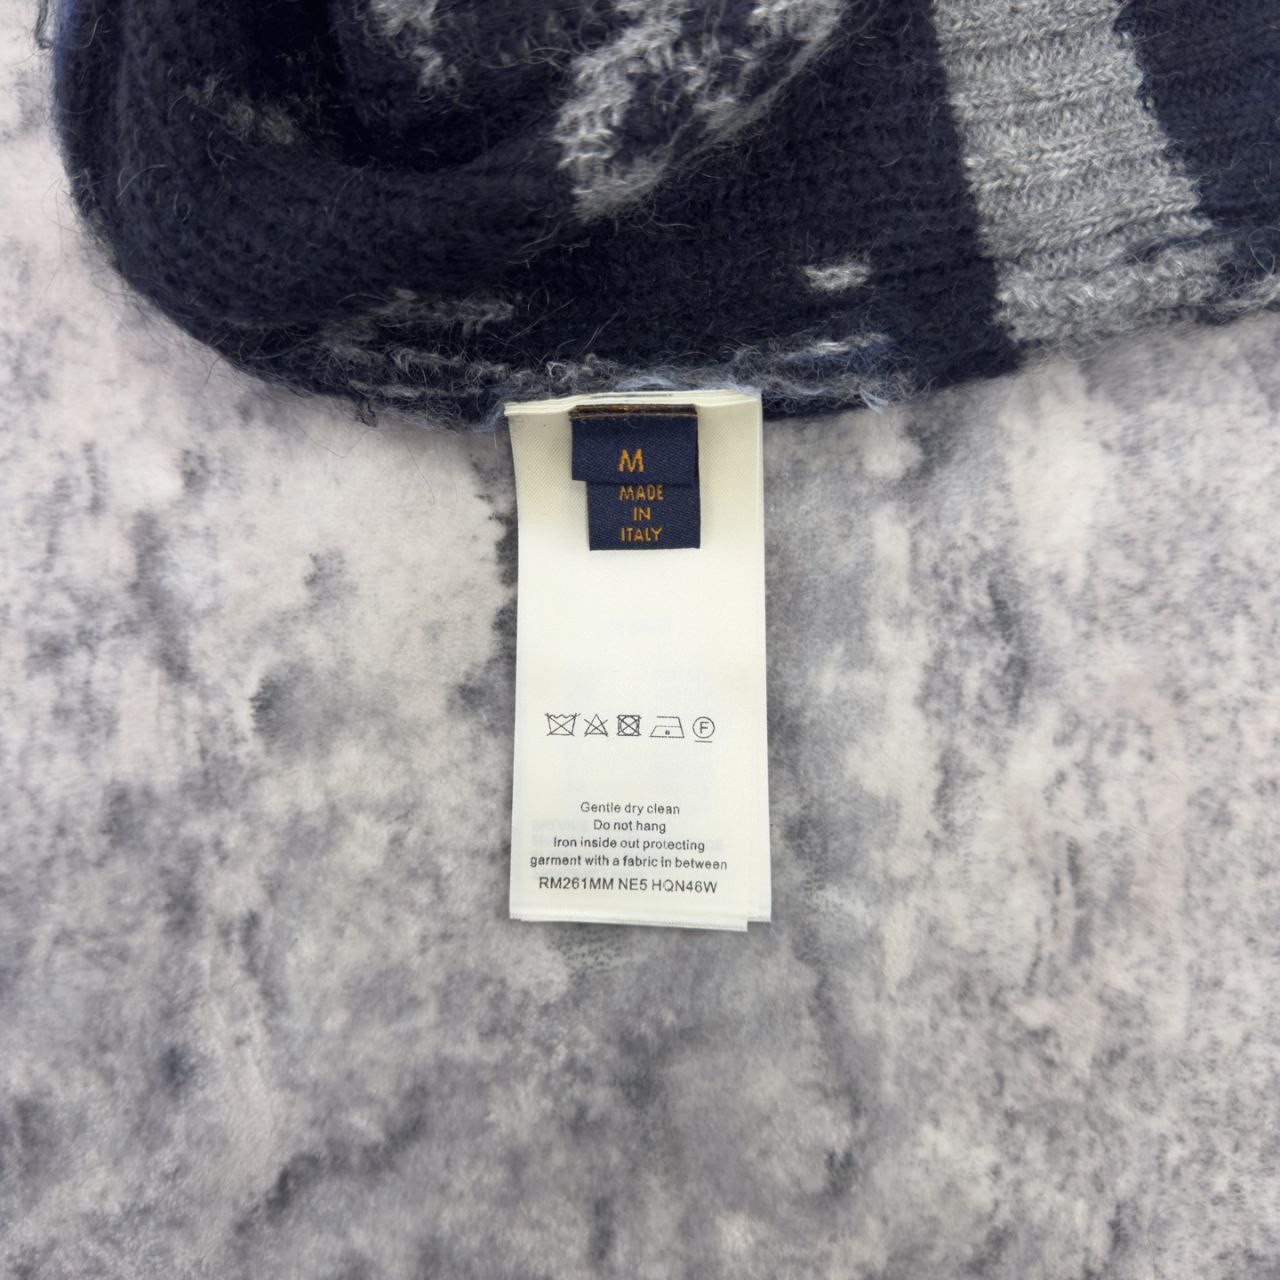 M
MADE
IN
ITALY
F
Gentle dry clean
Do not hang
Iron inside out protecting
garment with a fabric in between
RM261MM NE5 HQN46W